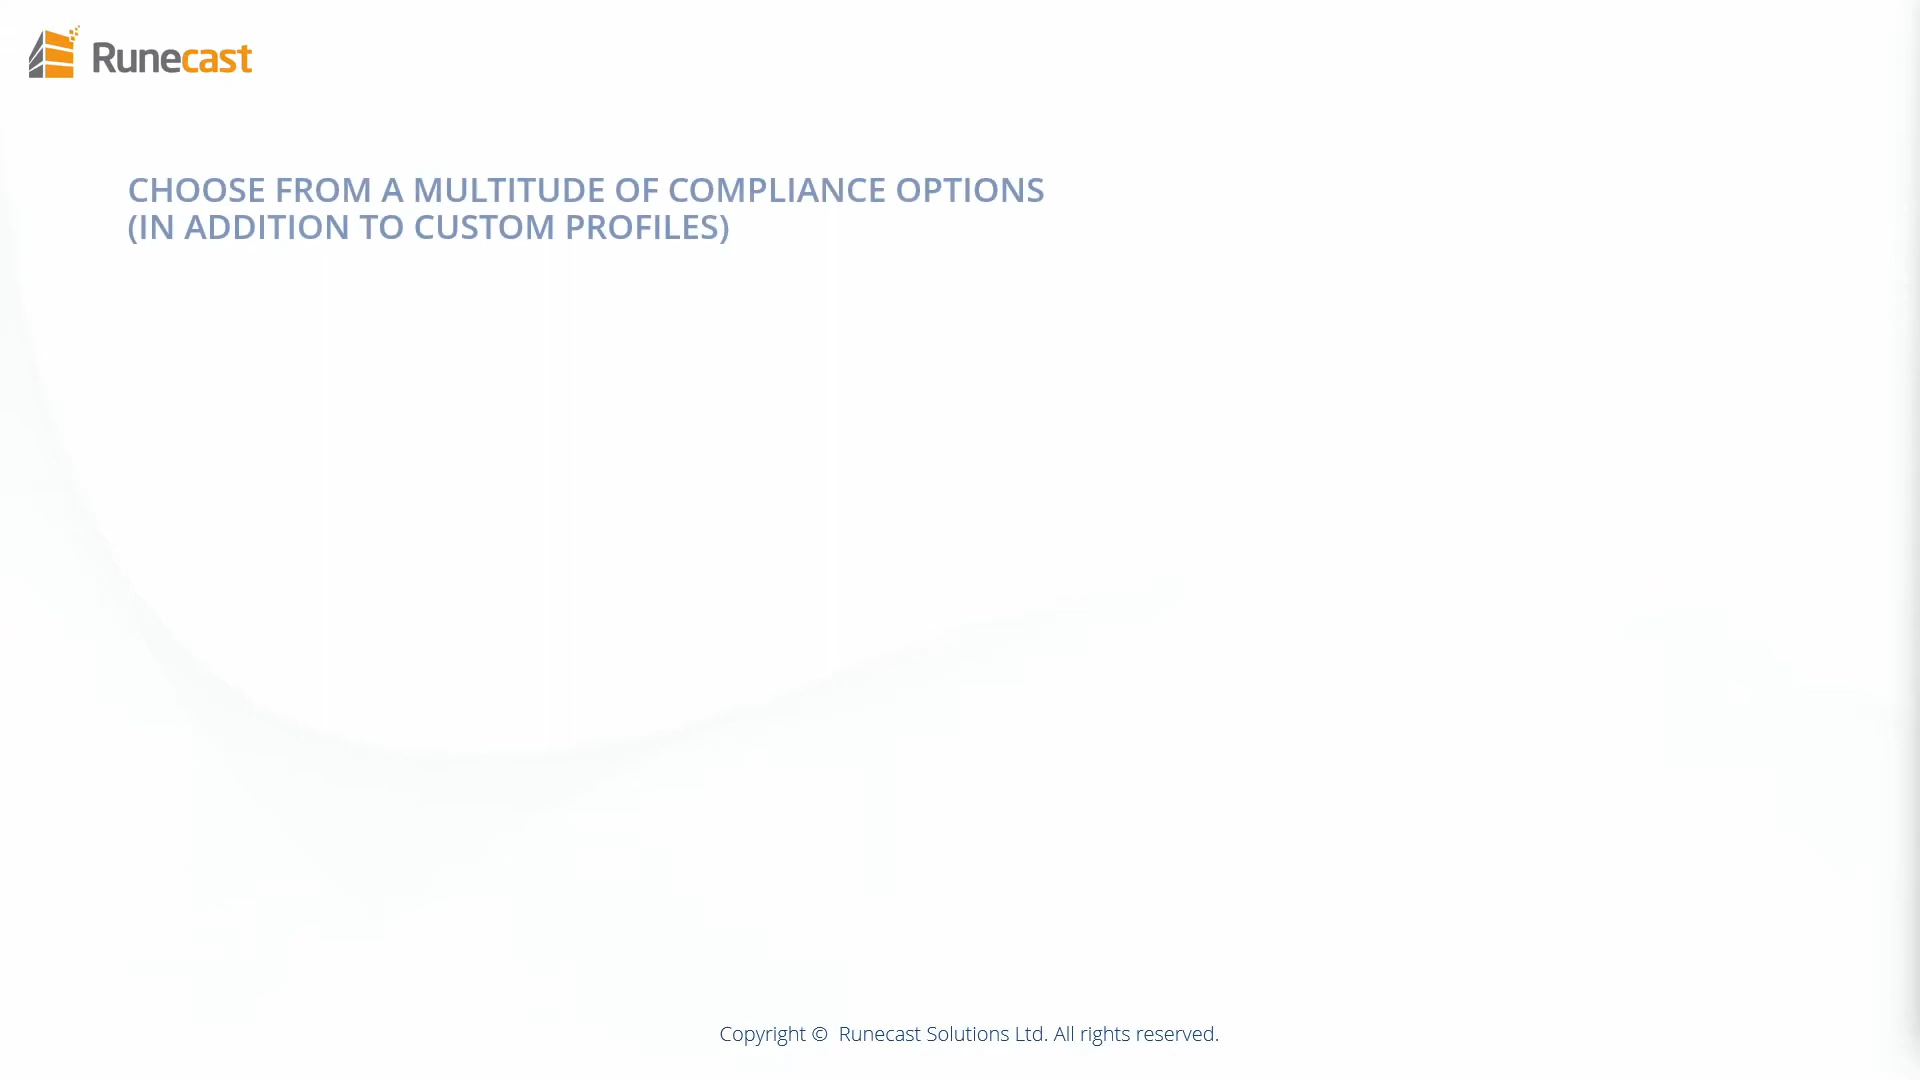 Runecast
CHOOSE FROM A MULTITUDE OF COMPLIANCE OPTIONS
(IN ADDITION TO CUSTOM PROFILES)
Copyright © Runecast Solutions Ltd. All rights reserved.